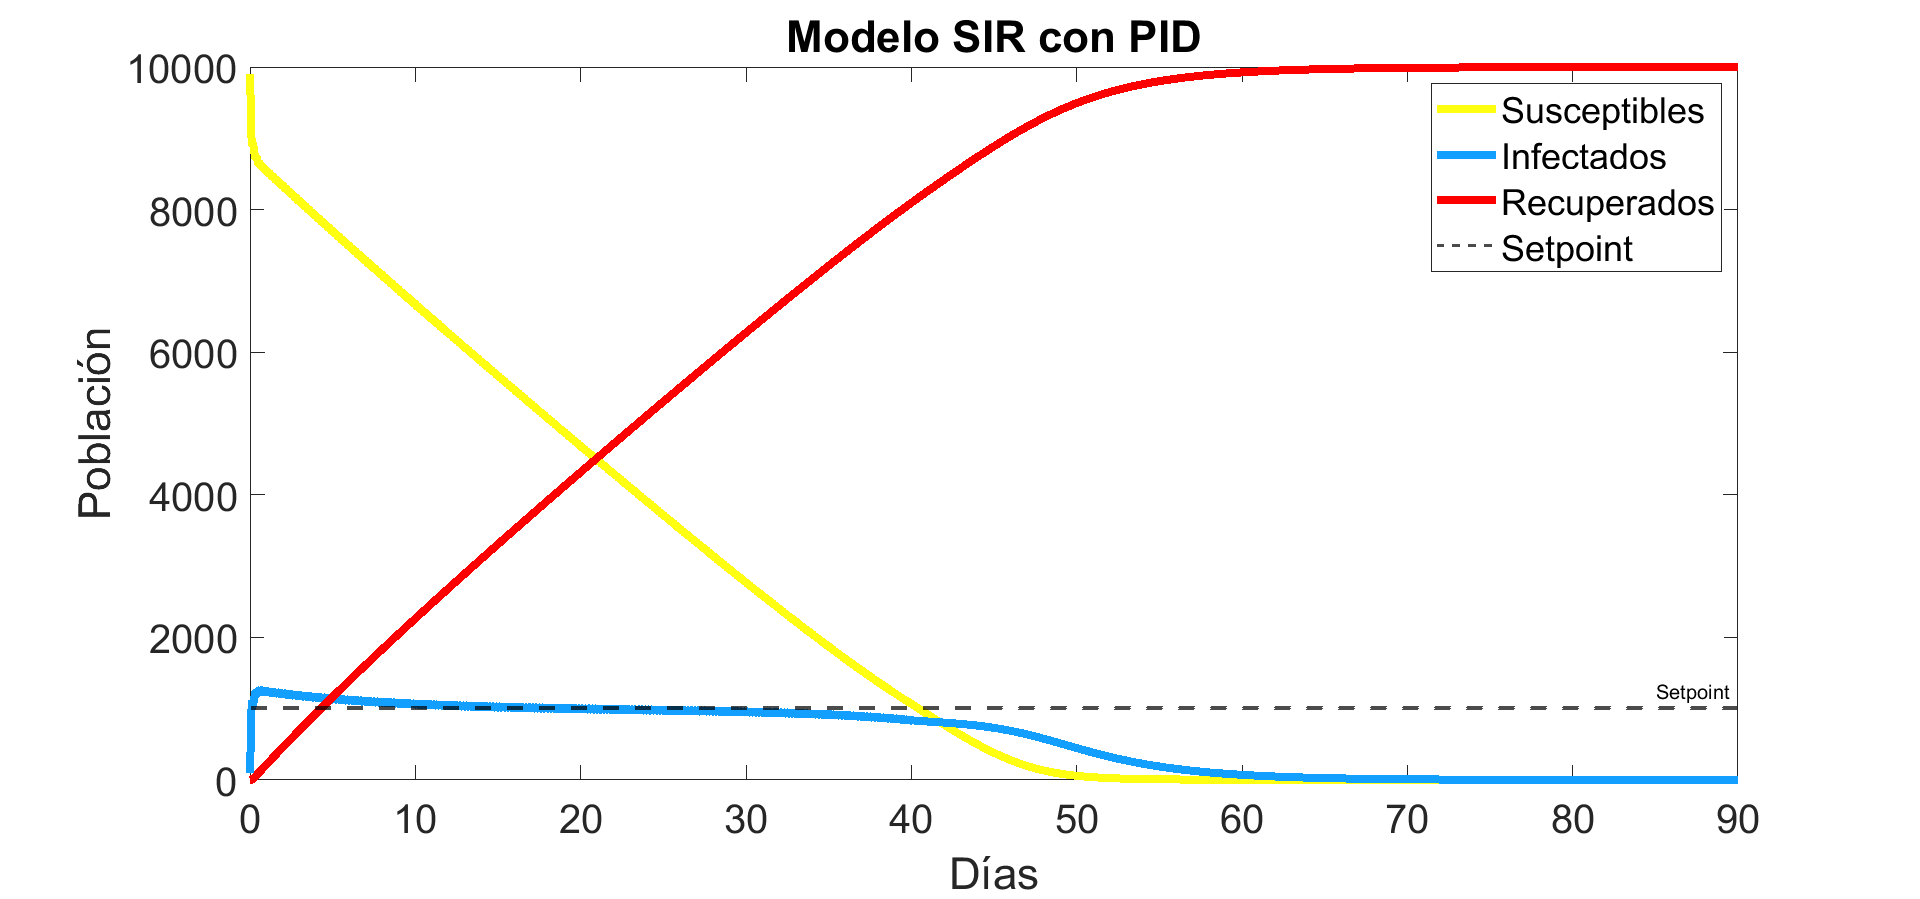 Modelo SIR con PID
Población
10000
8000
6000
4000
2000
0
Susceptibles
Infectados
Recuperados
Setpoint
Setpoint
0 10 20 30 40 50 60 70 80 90
Días